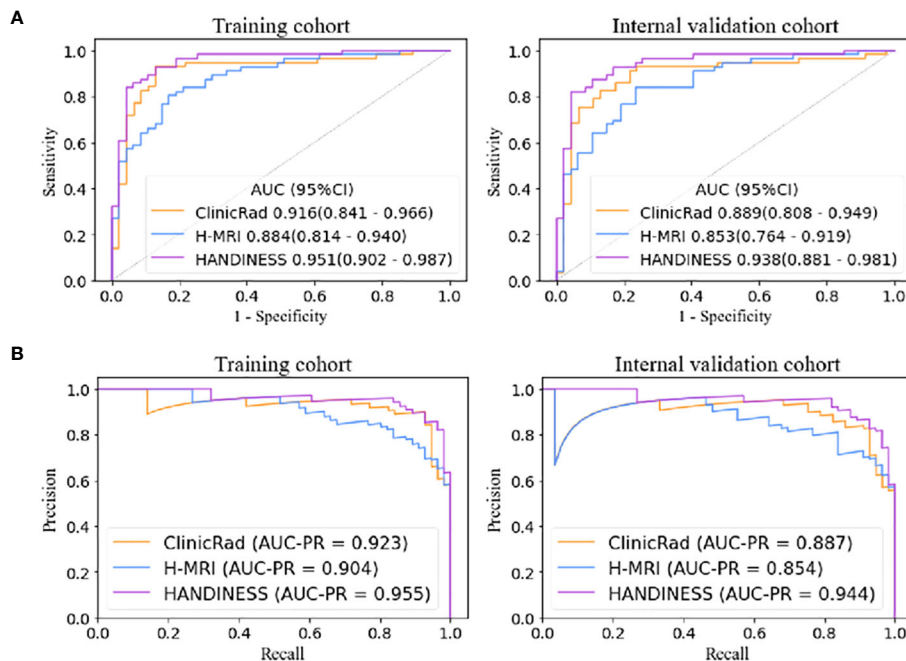 A
Training cohort
Internal validation cohort
1.0
0.8
0.6
0.4
0.2
0.0
Sensitivity
AUC (95%CI)
ClinicRad 0.916(0.841 - 0.966)
H-MRI 0.884(0.814 - 0.940)
HANDINESS 0.951(0.902 - 0.987)
0.0 0.2 0.4 0.6 0.8 1.0
1 - Specificity
1.0
0.8
0.6
0.4
0.2
0.0
Sensitivity
AUC (95%CI)
ClinicRad 0.889(0.808 - 0.949)
H-MRI 0.853(0.764 - 0.919)
HANDINESS 0.938(0.881 - 0.981)
0.0 0.2 0.4 0.6 0.8 1.0
1 - Specificity
B
Training cohort
Internal validation cohort
1.0
0.8
0.6
0.4
0.2
0.0
Precision
ClinicRad (AUC-PR = 0.923)
H-MRI (AUC-PR = 0.904)
HANDINESS (AUC-PR = 0.955)
0.0 0.2 0.4 0.6 0.8 1.0
Recall
1.0
0.8
0.6
0.4
0.2
0.0
Precision
ClinicRad (AUC-PR = 0.887)
H-MRI (AUC-PR = 0.854)
HANDINESS (AUC-PR = 0.944)
0.0 0.2 0.4 0.6 0.8 1.0
Recall